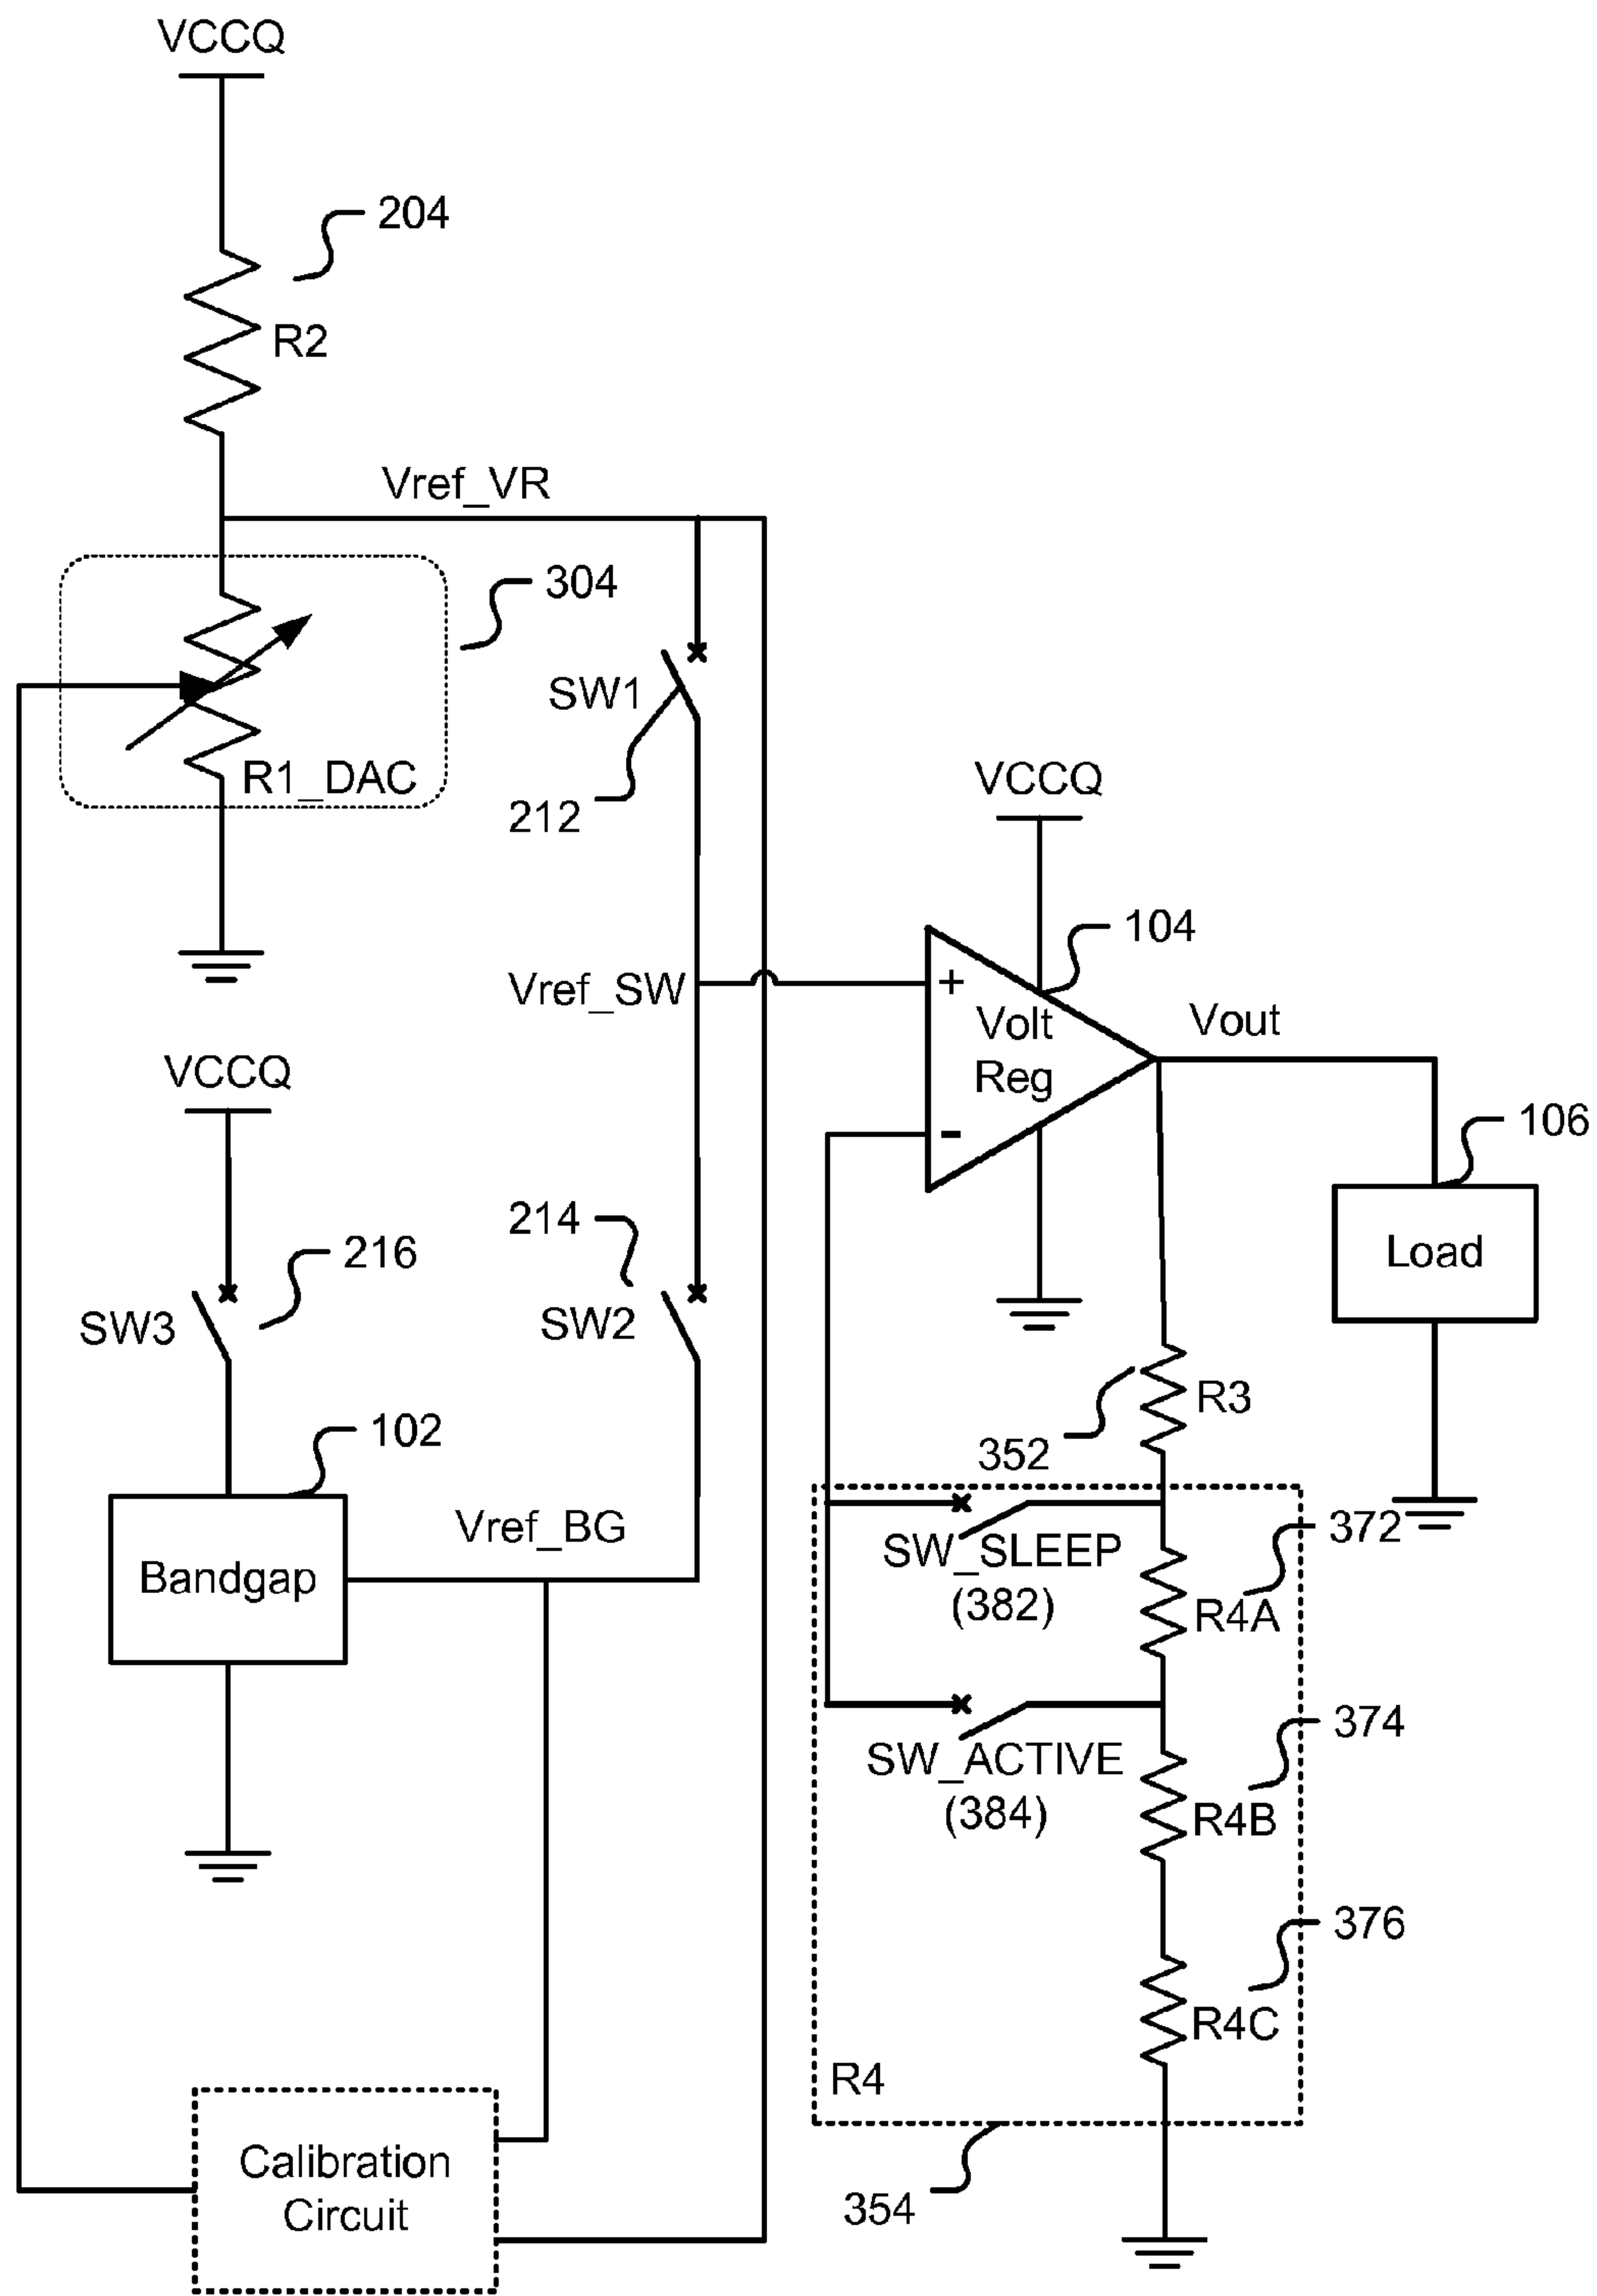 VCCQ
204
R2
Vref_VR
304
SW1
R1_DAC
212
VCCQ
104
+
Vref_SW
Volt
Reg
Vout
-
VCCQ
106
214
216
Load
SW3
SW2
R3
102
352
Vref_BG
372
Bandgap
SW_SLEEP
(382)
R4A
374
SW_ACTIVE
(384)
R4B
376
R4C
R4
Calibration
Circuit
354